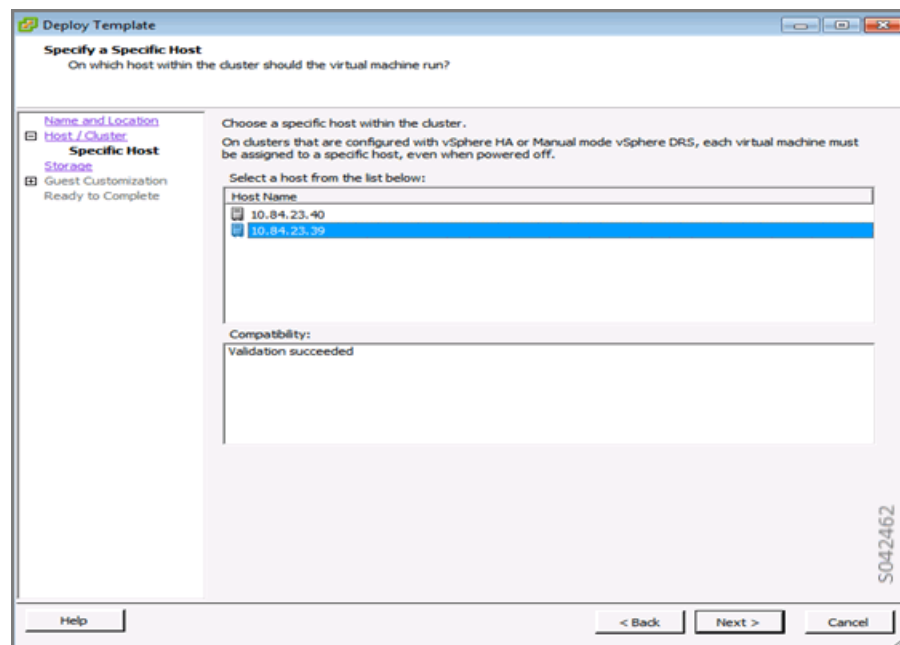 Deploy Template
Specify a Specific Host
On which host within the cluster should the virtual machine run?
Name and Location
Host / Cluster
Specific Host
Storage
Guest Customization
Ready to Complete
Choose a specific host within the cluster.
On clusters that are configured with vSphere HA or Manual mode vSphere DRS, each virtual machine must
be assigned to a specific host, even when powered off.
Select a host from the list below:
Host Name
10.84.23.40
10.84.23.39
Compatibility:
Validation succeeded
S042462
Help
< Back
Next >
Cancel